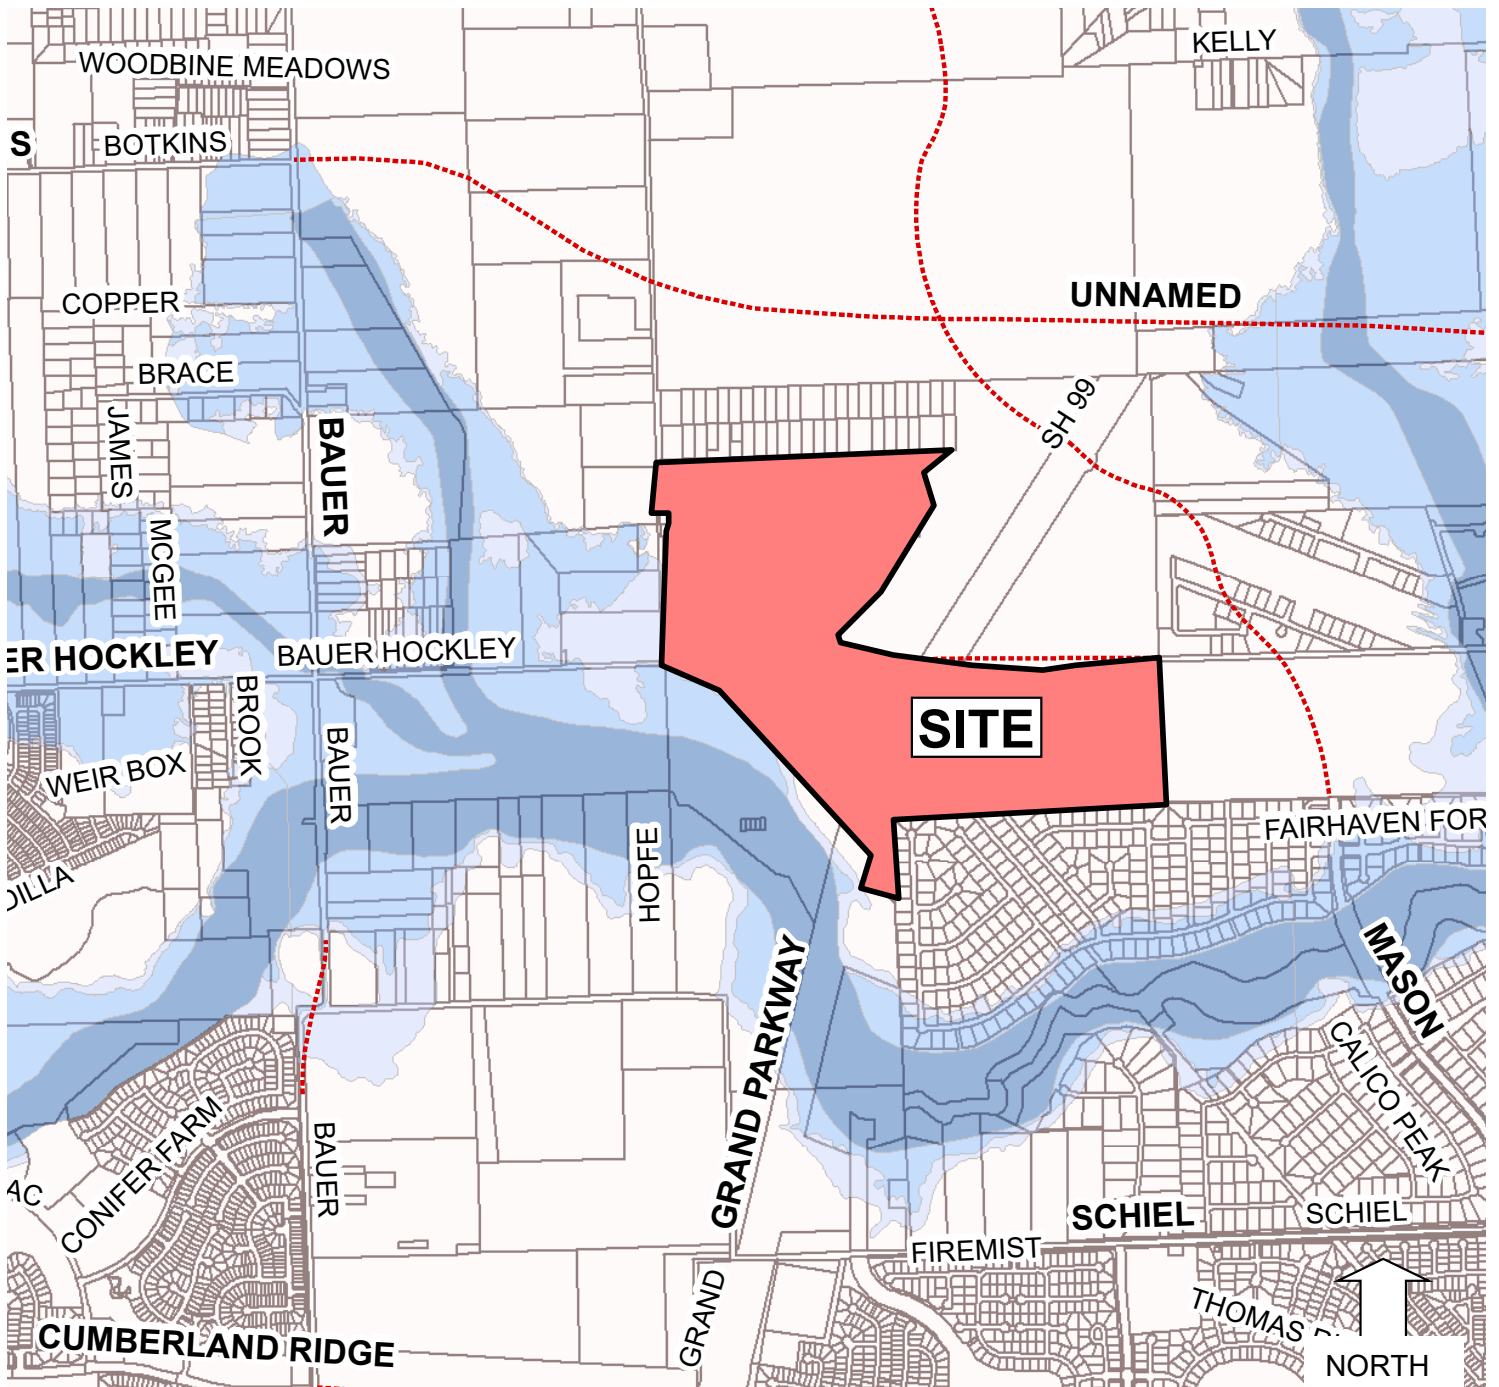 KELLY
WOODBINE MEADOWS
S
BOTKINS
UNNAMED
COPPER
BRACE
JAMES
BAUER
SH 99
MCGEE
ER HOCKLEY
BAUER HOCKLEY
BROOK
BAUER
SITE
WEIR BOX
HOPFE
FAIRHAVEN FOR
DILLA
MASON
GRAND PARKWAY
CALICO PEAK
CONIFER FARM
BAUER
AC
SCHIEL
SCHIEL
FIREMIST
GRAND
THOMAS
CUMBERLAND RIDGE
NORTH